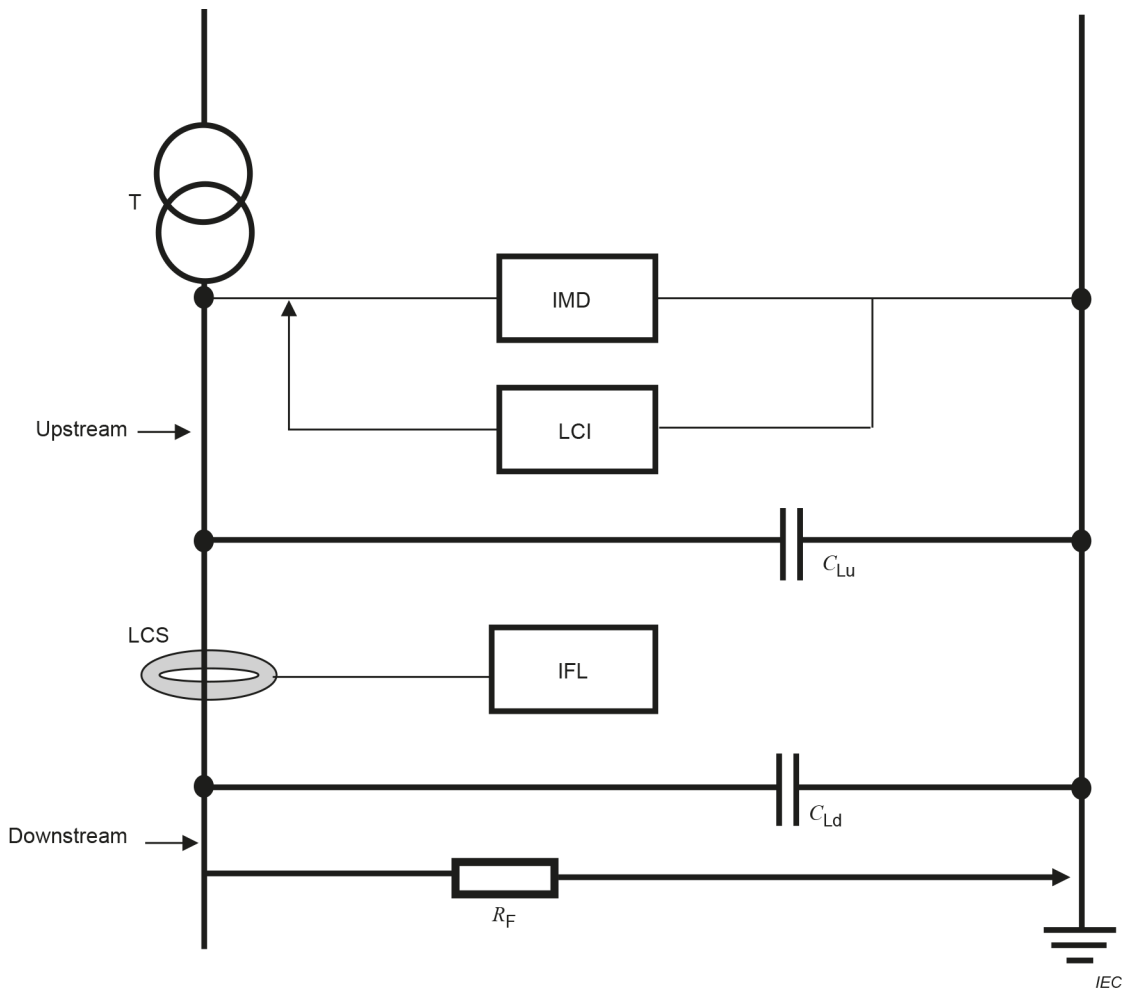 T
IMD
Upstream
LCI
CLu
LCS
IFL
Downstream
CLd
RF
IEC